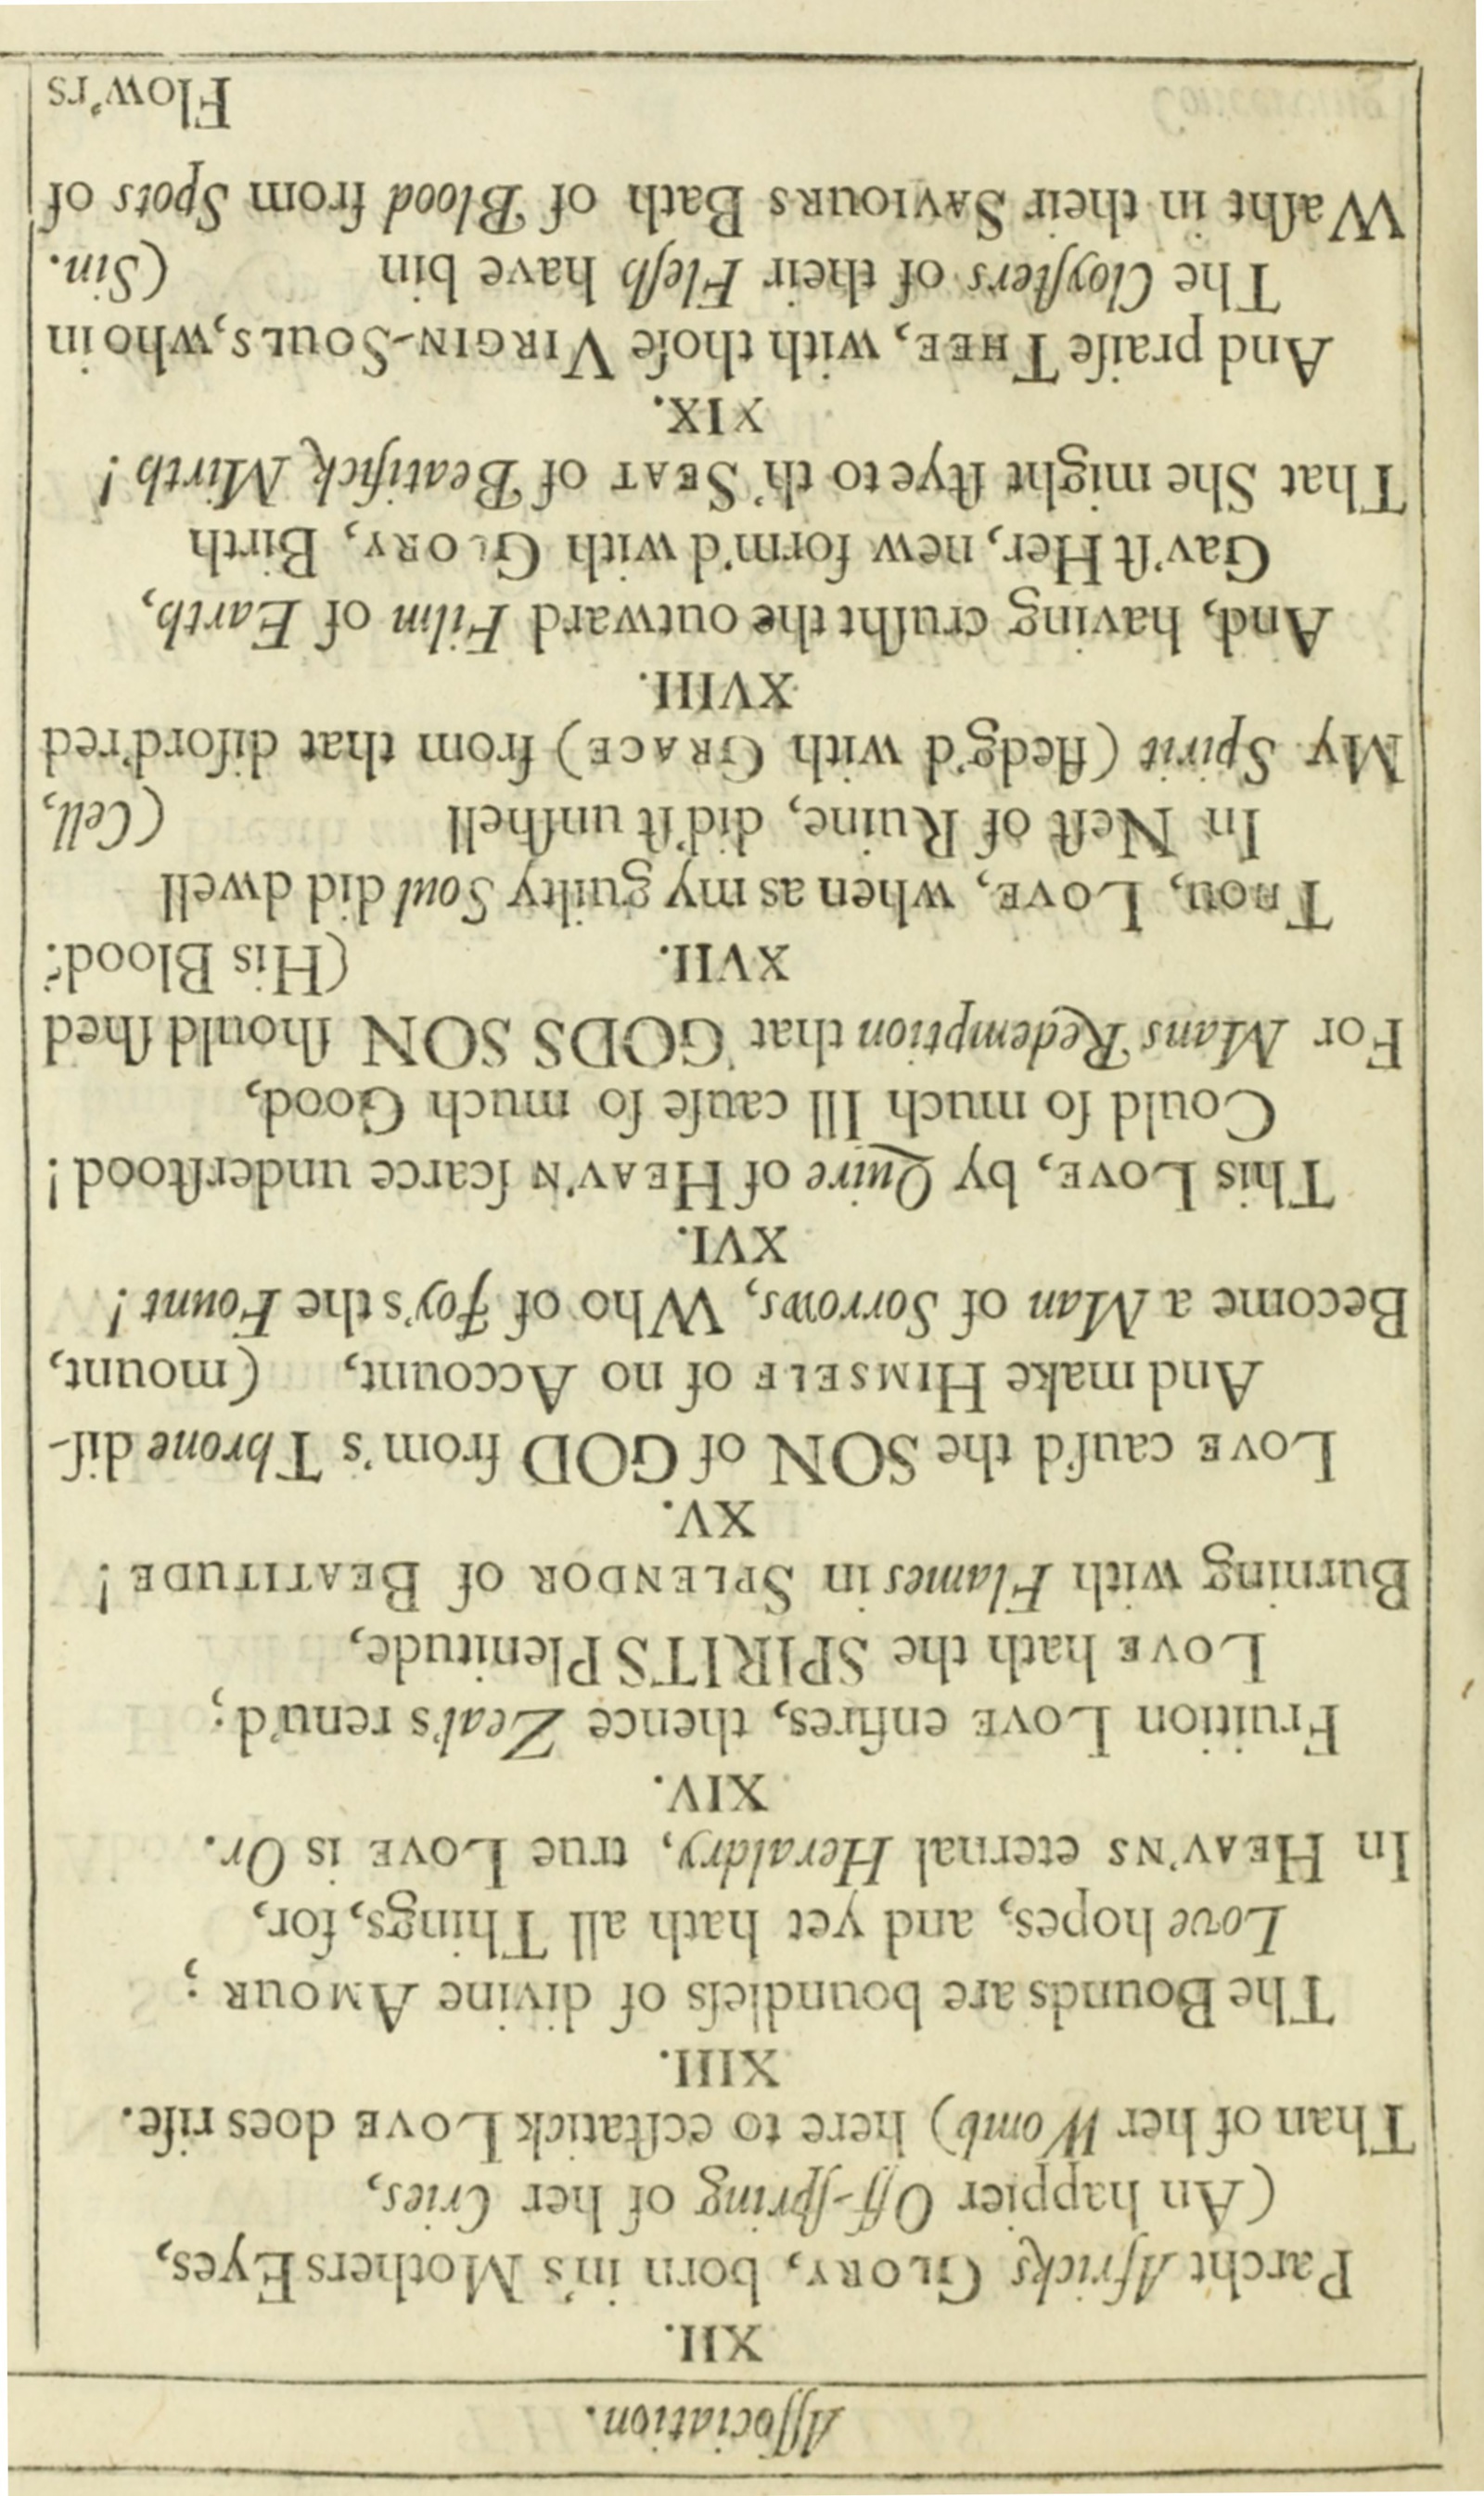 Aſſociation.
XII.
Parcht Africks GLORY, born in's Mothers Eyes,
(An happier Off-ſpring of her Cries,
Than of her Womb) here to ecſtatick LOVE does riſe.
XIII.
The Bounds are boundleſs of divine AMOUR;
Love hopes, and yet hath all Things, for,
In HEAV'NS eternal Heraldry, true LOVE is Or.
XIV.
Fruition LOVE enfires, thence Zeal's renu'd;
LOVE hath the SPIRITS Plenitude,
Burning with Flames in SPLENDOR of BEATITUDE!
XV.
LOVE cauſ'd the SON of GOD from's Throne diſ-
And make HIMSELF of no Account, (mount,
Become a Man of Sorrows, Who of Joy's the Fount!
XVI.
This LOVE, by Quire of HEAV'N ſcarce underſtood!
Could ſo much Ill cauſe ſo much Good,
For Mans Redemption that GODS SON ſhould ſhed
XVII. (His Blood?
THOU, LOVE, when as my guilty Soul did dwell
In Neſt of Ruine, did'ſt unſhell (Cell,
My Spirit (fledg'd with GRACE) from that diſord'red
XVIII.
And, having cruſht the outward Film of Earth,
Gav'ſt Her, new form'd with GLORY, Birth
That She might ſtye to th' SEAT of Beatifick Mirth!
XIX.
And praiſe THEE, with thoſe VIRGIN-SOULS, who in
The Cloyſters of their Fleſh have bin (Sin.
Waſht in their SAVIOURS Bath of Blood from Spots of
Flow'rs